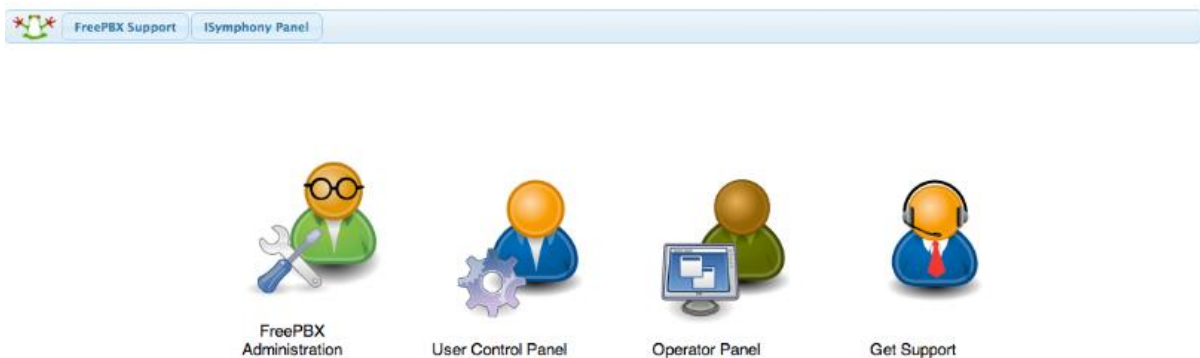 FreePBX Support
ISymphony Panel
FreePBX
Administration
User Control Panel
Operator Panel
Get Support